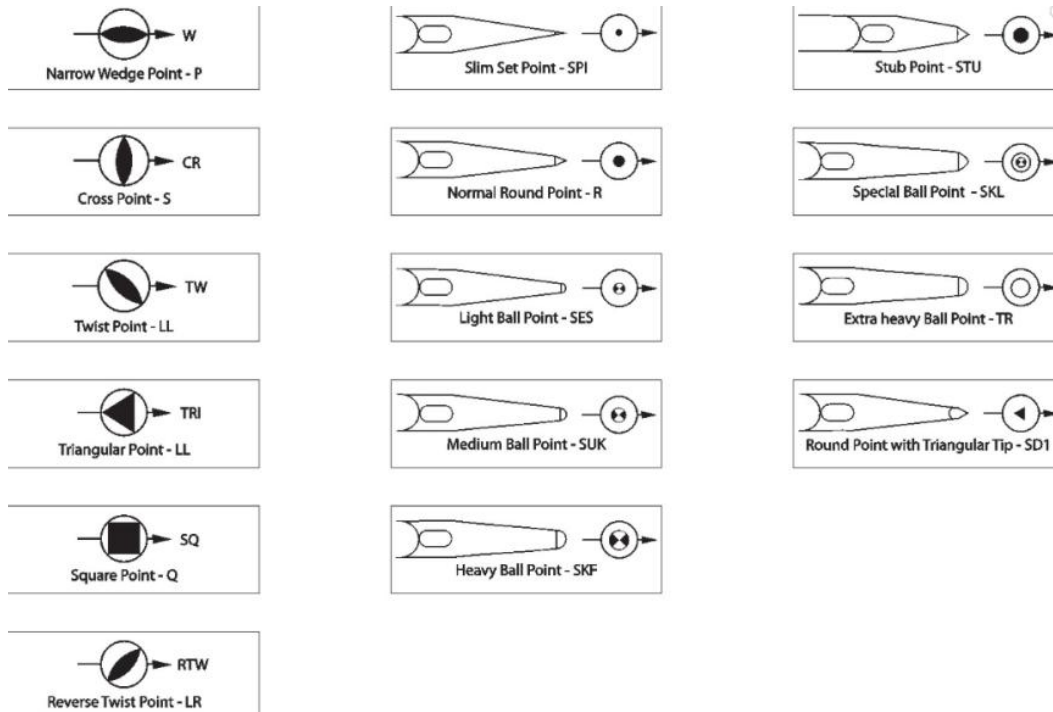 W
Narrow Wedge Point - P
CR
Cross Point - S
TW
Twist Point - LL
TRI
Triangular Point - LL
SQ
Square Point - Q
RTW
Reverse Twist Point - LR
Slim Set Point - SPI
Normal Round Point - R
Light Ball Point - SES
Medium Ball Point - SUK
Heavy Ball Point - SKF
Stub Point - STU
Special Ball Point - SKL
Extra heavy Ball Point - TR
Round Point with Triangular Tip - SD1